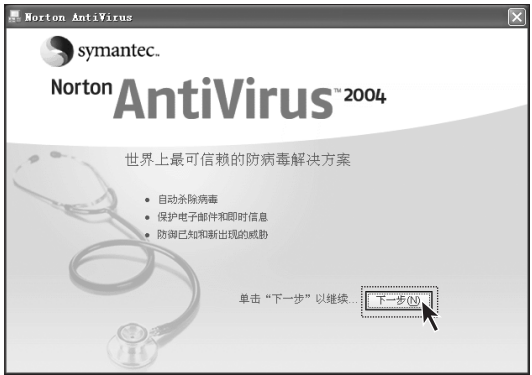 Norton AntiVirus
symantec.
Norton AntiVirus™ 2004
世界上最可信赖的防病毒解决方案
• 自动杀除病毒
• 保护电子邮件和即时信息
• 防御已知和新出现的威胁
单击“下一步”以继续... 下一步(N)